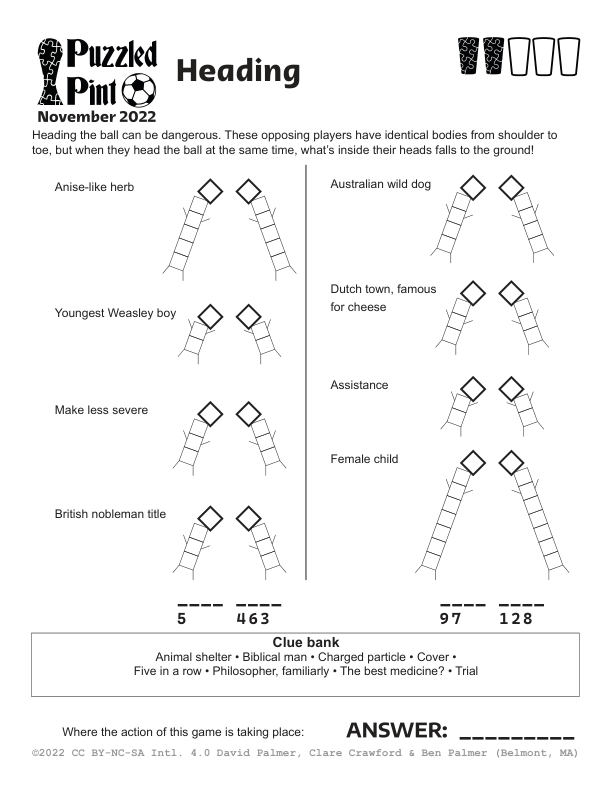 Puzzled
Pint
November 2022
Heading
Heading the ball can be dangerous. These opposing players have identical bodies from shoulder to
toe, but when they head the ball at the same time, what's inside their heads falls to the ground!
Anise-like herb
Youngest Weasley boy
Make less severe
British nobleman title
Australian wild dog
Dutch town, famous
for cheese
Assistance
Female child
5 463
97 128
Clue bank
Animal shelter • Biblical man • Charged particle • Cover •
Five in a row • Philosopher, familiarly • The best medicine? • Trial
Where the action of this game is taking place: ANSWER: _________
©2022 CC BY-NC-SA Intl. 4.0 David Palmer, Clare Crawford & Ben Palmer (Belmont, MA)